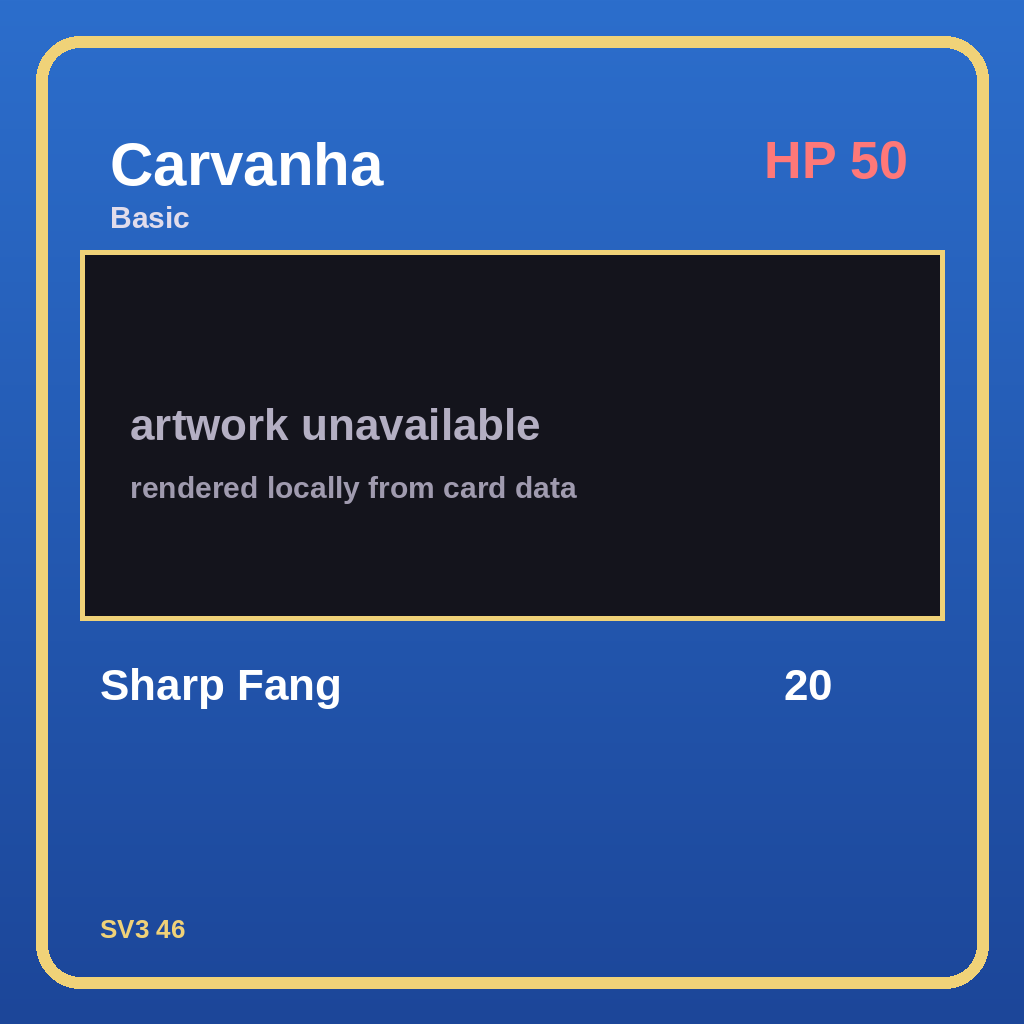 Carvanha
HP 50
Basic
artwork unavailable
rendered locally from card data
Sharp Fang
20
SV3 46